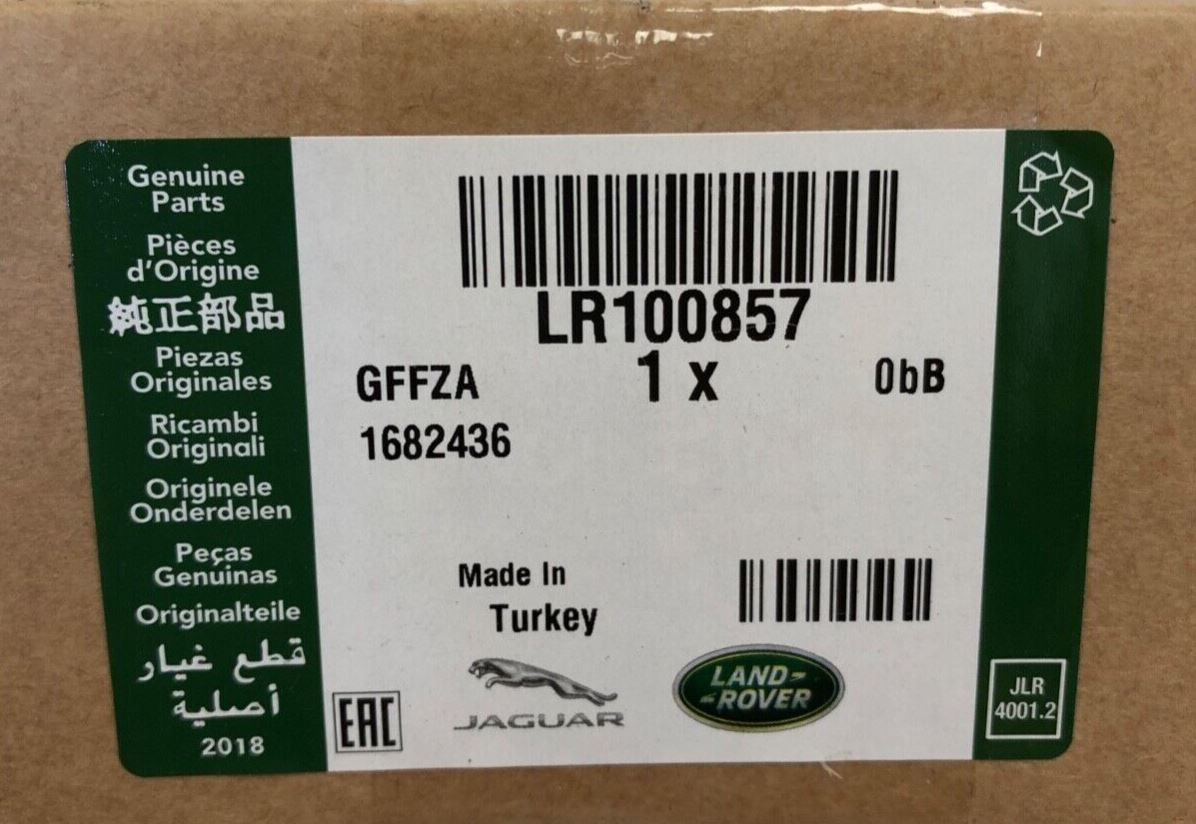 Genuine
Parts
Pièces
d'Origine
純正部品
Piezas
Originales
Ricambi
Originali
Originele
Onderdelen
Peças
Genuinas
Originalteile
قطع غيار
أصلية
2018
LR100857
GFFZA 1 x 0bB
1682436
Made In
Turkey
EAC
JAGUAR
LAND-
-ROVER
JLR
4001.2